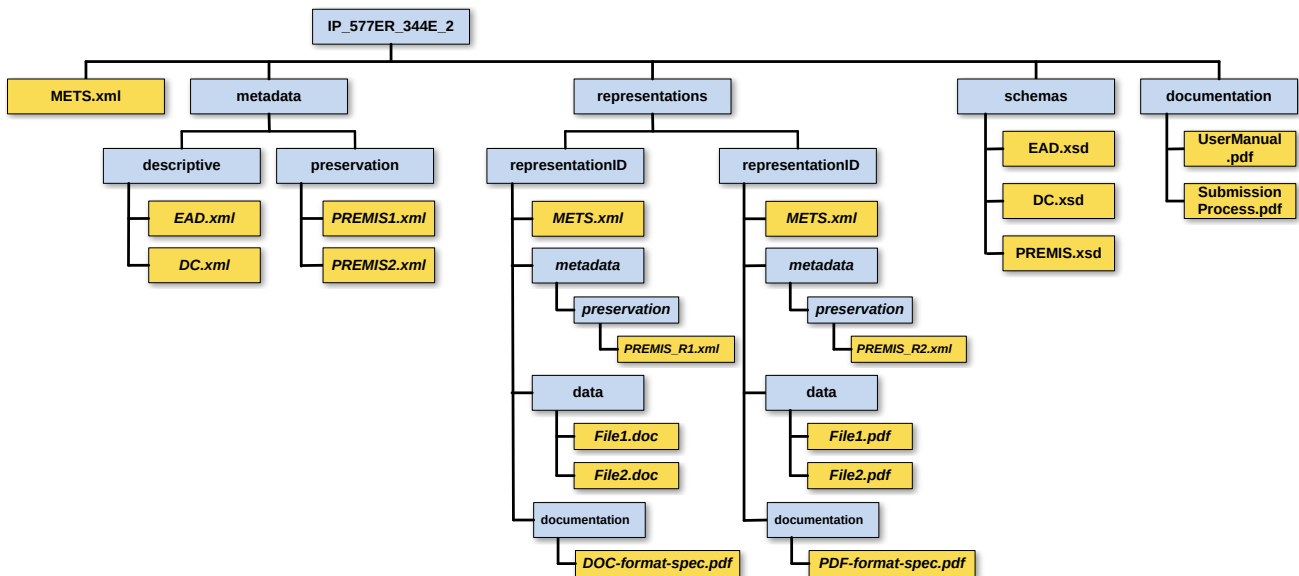 IP_577ER_344E_2
METS.xml
metadata
representations
schemas
documentation
descriptive
preservation
EAD.xml
PREMIS1.xml
DC.xml
PREMIS2.xml
representationID
METS.xml
metadata
preservation
PREMIS_R1.xml
data
File1.doc
File2.doc
documentation
DOC-format-spec.pdf
representationID
METS.xml
metadata
preservation
PREMIS_R2.xml
data
File1.pdf
File2.pdf
documentation
PDF-format-spec.pdf
EAD.xsd
DC.xsd
PREMIS.xsd
UserManual
.pdf
Submission
Process.pdf